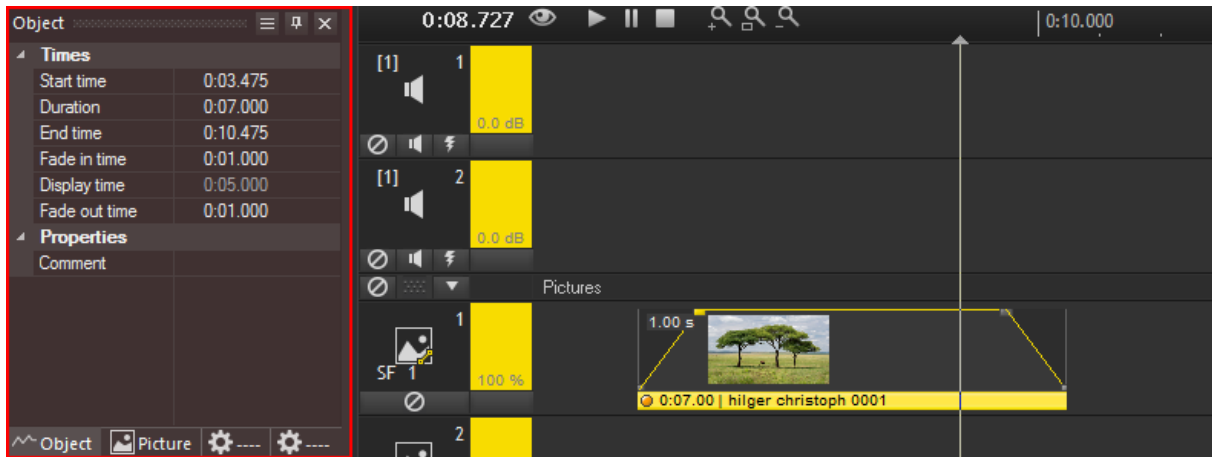 Object
Times
Start time 0:03.475
Duration 0:07.000
End time 0:10.475
Fade in time 0:01.000
Display time 0:05.000
Fade out time 0:01.000
Properties
Comment
Object Picture ---- ----
0:08.727 0:10.000
[1] 1
0.0 dB
[1] 2
0.0 dB
Pictures
1
SF 1
100 %
1.00 s
0:07.00 | hilger christoph 0001
2